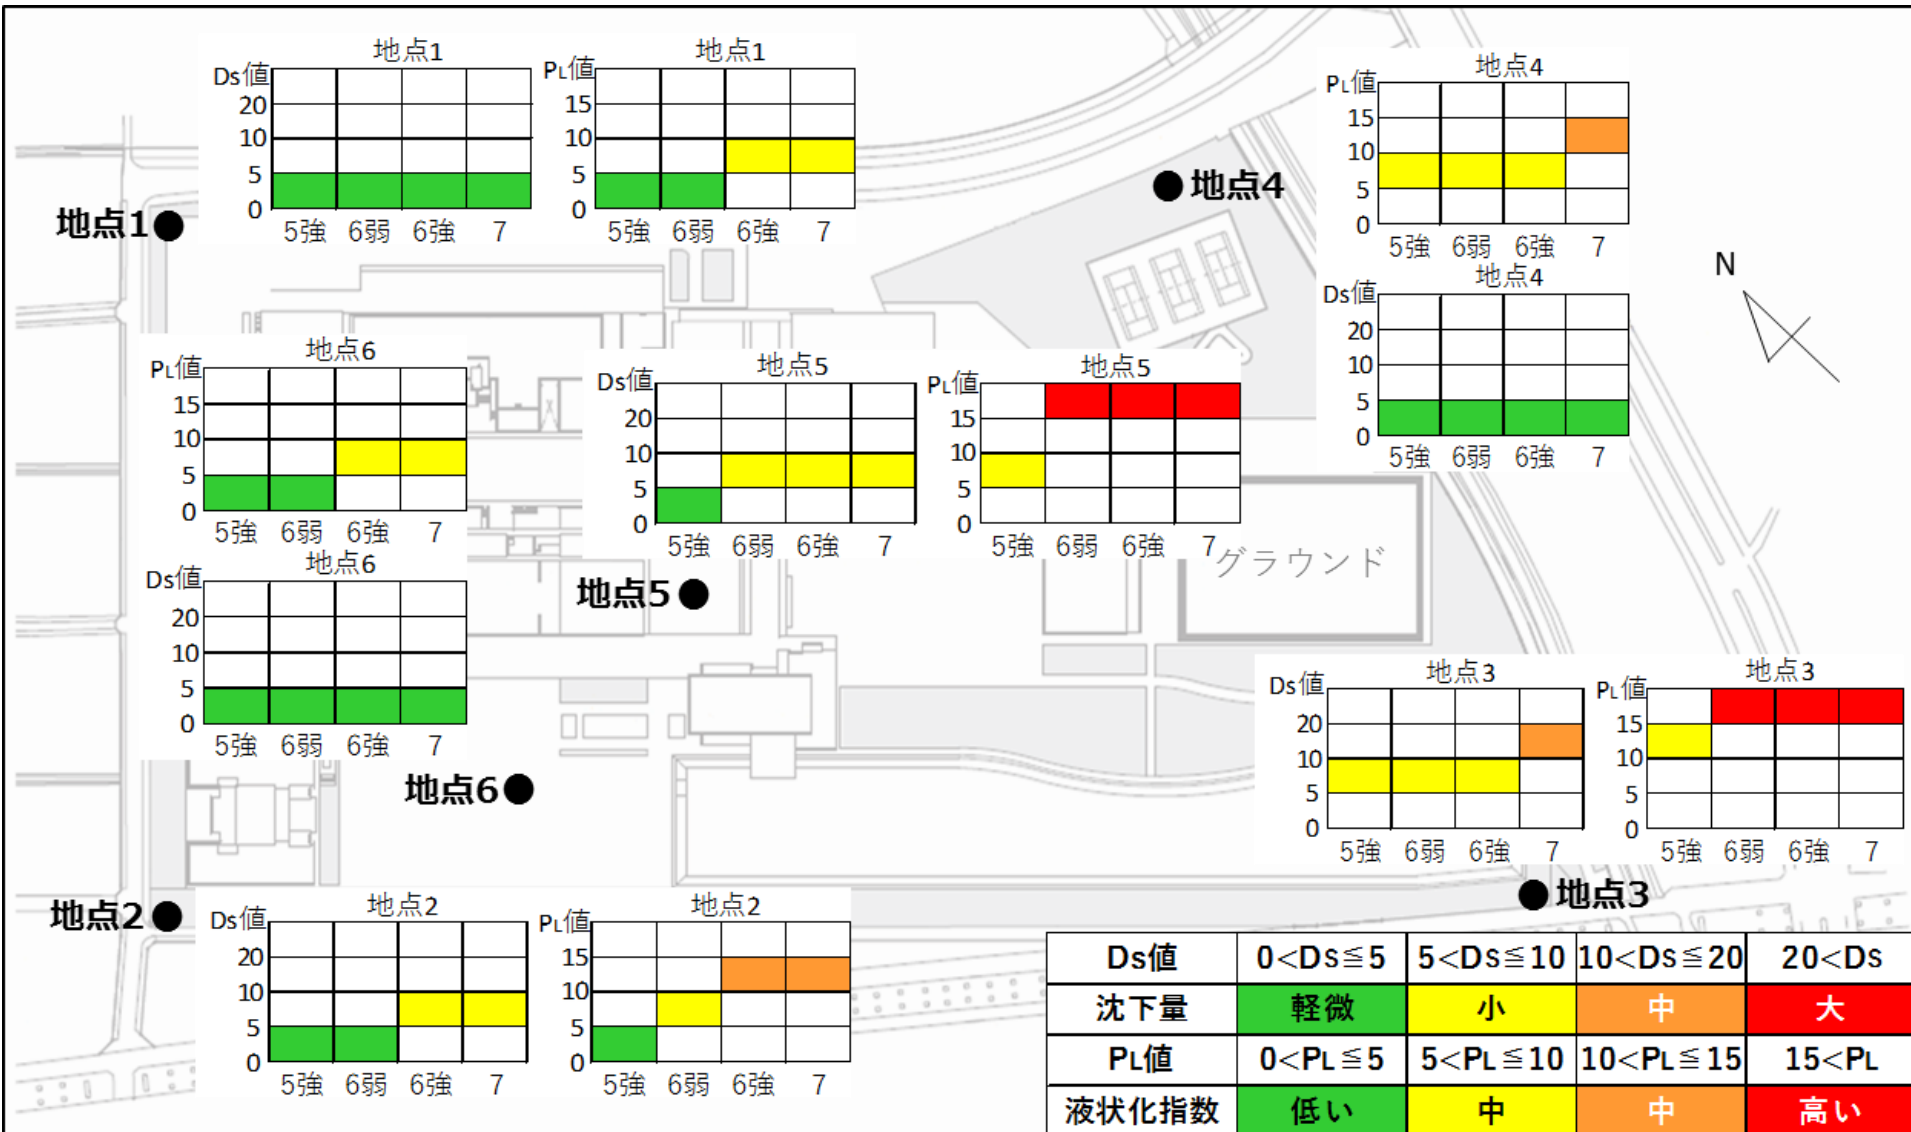 地点1
Ds値
20
10
5
0
5強 6弱 6強 7
地点1
PL値
15
10
5
0
5強 6弱 6強 7
地点4
PL値
15
10
5
0
5強 6弱 6強 7
地点1
地点4
N
地点4
Ds値
20
10
5
0
5強 6弱 6強 7
地点6
PL値
15
10
5
0
5強 6弱 6強 7
地点5
Ds値
20
10
5
0
5強 6弱 6強 7
地点5
PL値
15
10
5
0
5強 6弱 6強 7
グラウンド
地点6
Ds値
20
10
5
0
5強 6弱 6強 7
地点5
地点6
地点3
Ds値
20
10
5
0
5強 6弱 6強 7
地点3
PL値
15
10
5
0
5強 6弱 6強 7
地点3
地点2
地点2
Ds値
20
10
5
0
5強 6弱 6強 7
地点2
PL値
15
10
5
0
5強 6弱 6強 7
Ds値 0<Ds≦5 5<Ds≦10 10<Ds≦20 20<Ds
沈下量 軽微 小 中 大
PL値 0<PL≦5 5<PL≦10 10<PL≦15 15<PL
液状化指数 低い 中 中 高い